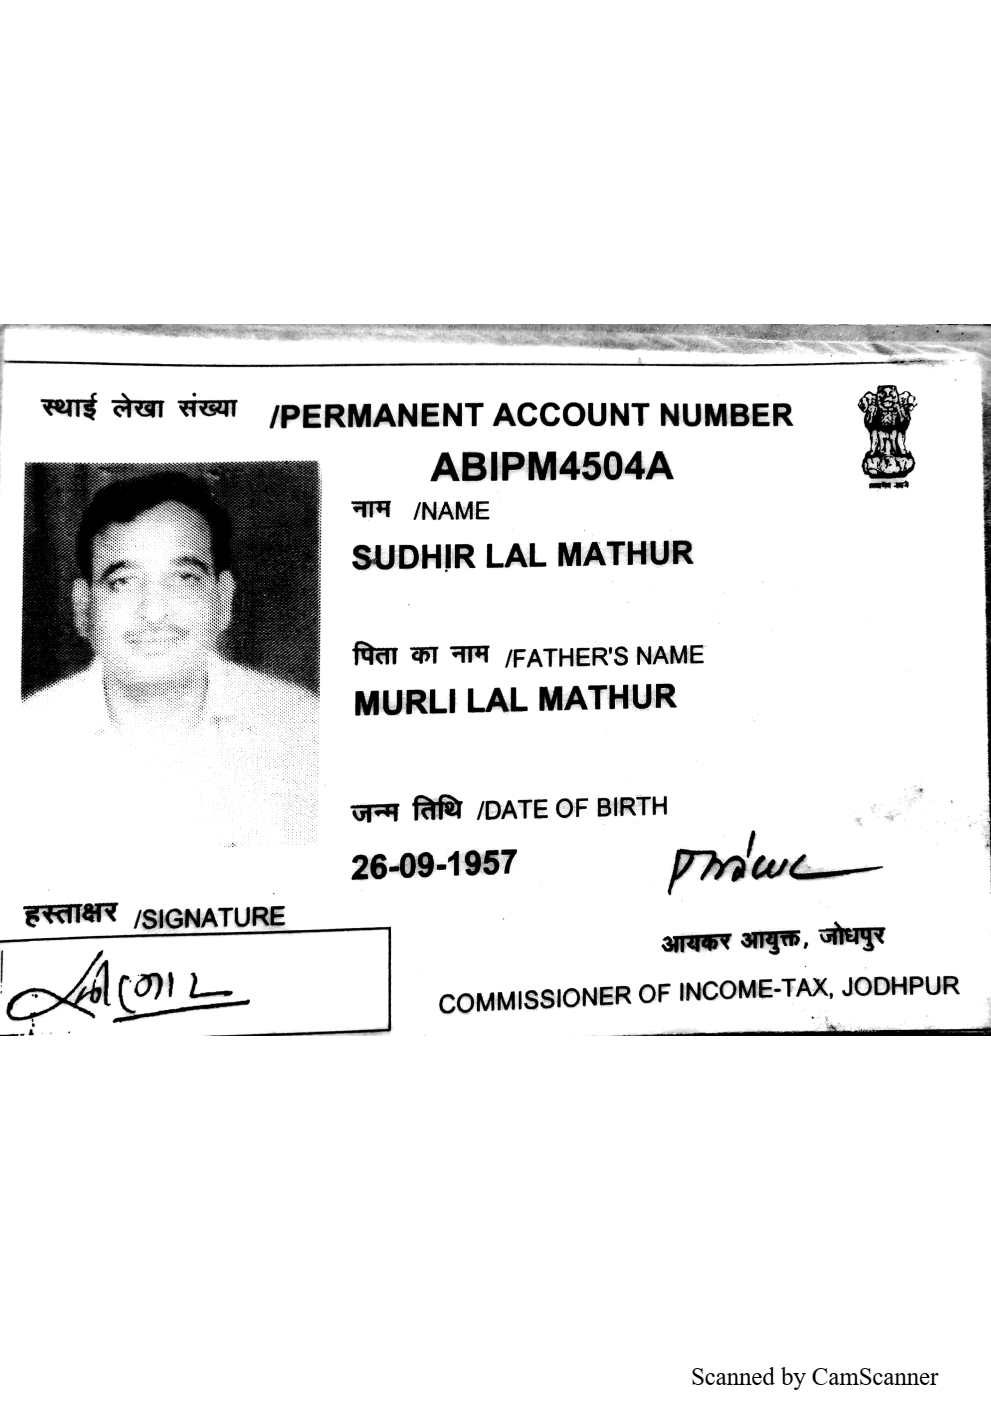 स्थाई लेखा संख्या /PERMANENT ACCOUNT NUMBER
ABIPM4504A
नाम /NAME
SUDHIR LAL MATHUR
पिता का नाम /FATHER'S NAME
MURLI LAL MATHUR
जन्म तिथि /DATE OF BIRTH
26-09-1957
हस्ताक्षर /SIGNATURE
आयकर आयुक्त, जोधपुर
COMMISSIONER OF INCOME-TAX, JODHPUR
Scanned by CamScanner